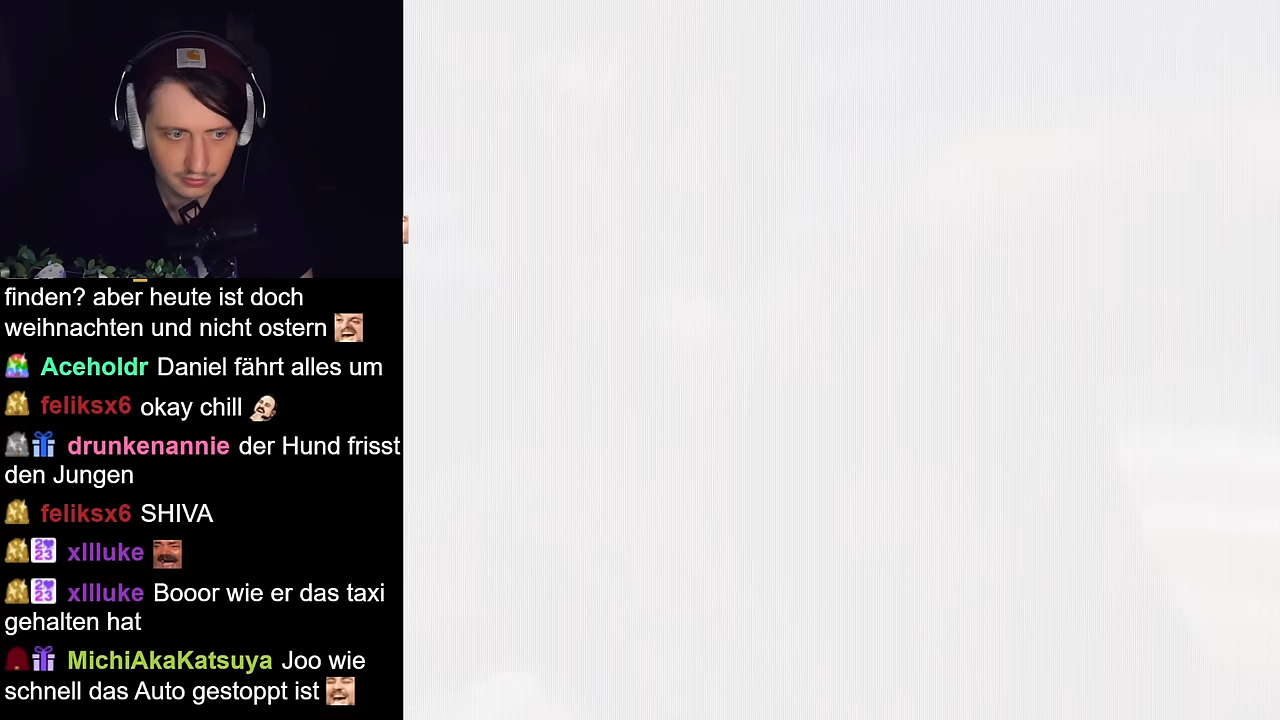 finden? aber heute ist doch
weihnachten und nicht ostern
Aceholdr Daniel fährt alles um
feliksx6 okay chill
drunkenannie der Hund frisst
den Jungen
feliksx6 SHIVA
xllluke
xllluke Booor wie er das taxi
gehalten hat
MichiAkaKatsuya Joo wie
schnell das Auto gestoppt ist